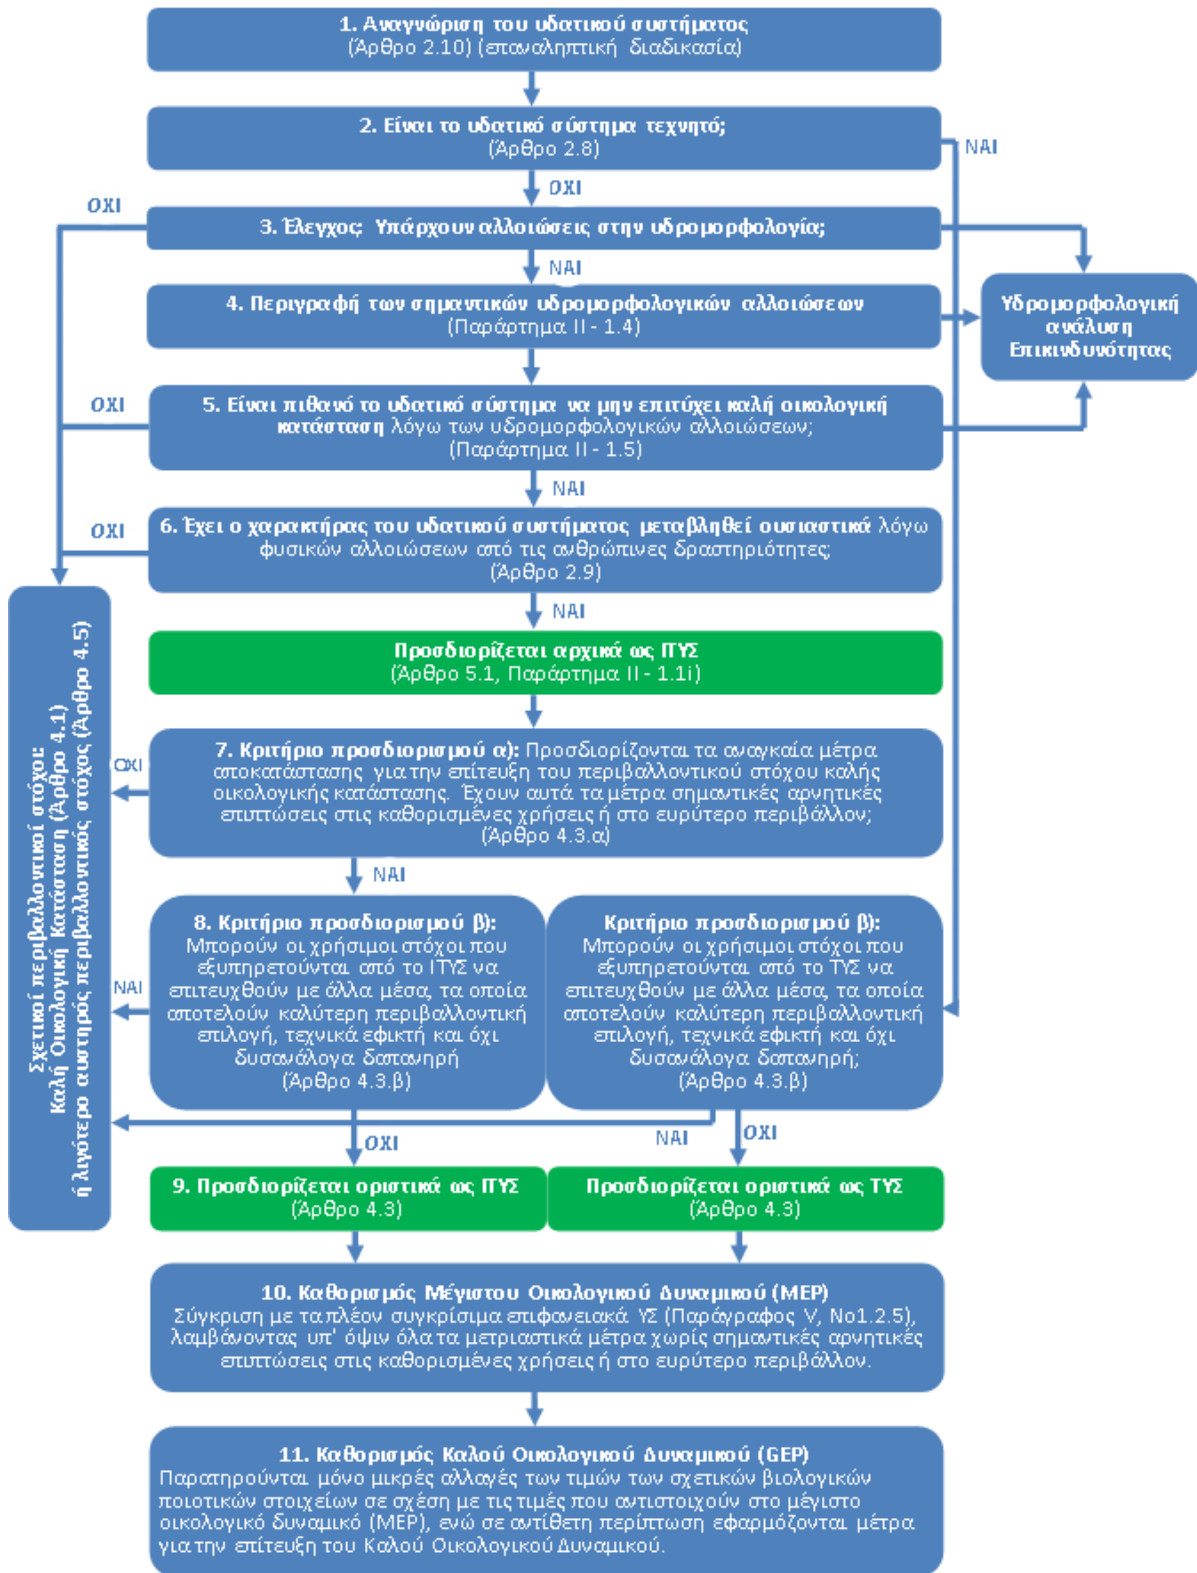 1. Αναγνώριση του υδατικού συστήματος
(Άρθρο 2.10) (επαναληπτική διαδικασία)
2. Είναι το υδατικό σύστημα τεχνητό;
(Άρθρο 2.8)
ΝΑΙ
ΟΧΙ
ΟΧΙ
3. Έλεγχος: Υπάρχουν αλλοιώσεις στην υδρομορφολογία;
ΝΑΙ
4. Περιγραφή των σημαντικών υδρομορφολογικών αλλοιώσεων
(Παράρτημα ΙΙ - 1.4)
Υδρομορφολογική
ανάλυση
Επικινδυνότητας
ΟΧΙ
5. Είναι πιθανό το υδατικό σύστημα να μην επιτύχει καλή οικολογική
κατάσταση λόγω των υδρομορφολογικών αλλοιώσεων;
(Παράρτημα ΙΙ - 1.5)
ΝΑΙ
ΟΧΙ
6. Έχει ο χαρακτήρας του υδατικού συστήματος μεταβληθεί ουσιαστικά λόγω
φυσικών αλλοιώσεων από τις ανθρώπινες δραστηριότητες;
(Άρθρο 2.9)
ΝΑΙ
Προσδιορίζεται αρχικά ως ΙΤΥΣ
(Άρθρο 5.1, Παράρτημα ΙΙ - 1.1i)
Σχετικοί περιβαλλοντικοί στόχοι:
Καλή Οικολογική Κατάσταση (Άρθρο 4.1)
ή λιγότερο αυστηρός περιβαλλοντικός στόχος (Άρθρο 4.5)
ΟΧΙ
7. Κριτήριο προσδιορισμού α): Προσδιορίζονται τα αναγκαία μέτρα
αποκατάστασης για την επίτευξη του περιβαλλοντικού στόχου καλής
οικολογικής κατάστασης. Έχουν αυτά τα μέτρα σημαντικές αρνητικές
επιπτώσεις στις καθορισμένες χρήσεις ή στο ευρύτερο περιβάλλον;
(Άρθρο 4.3.α)
ΝΑΙ
ΝΑΙ
8. Κριτήριο προσδιορισμού β):
Μπορούν οι χρήσιμοι στόχοι που
εξυπηρετούνται από το ΙΤΥΣ να
επιτευχθούν με άλλα μέσα, τα οποία
αποτελούν καλύτερη περιβαλλοντική
επιλογή, τεχνικά εφικτή και όχι
δυσανάλογα δαπανηρή
(Άρθρο 4.3.β)
Κριτήριο προσδιορισμού β):
Μπορούν οι χρήσιμοι στόχοι που
εξυπηρετούνται από το ΤΥΣ να
επιτευχθούν με άλλα μέσα, τα οποία
αποτελούν καλύτερη περιβαλλοντική
επιλογή, τεχνικά εφικτή και όχι
δυσανάλογα δαπανηρή;
(Άρθρο 4.3.β)
ΟΧΙ
ΝΑΙ
ΟΧΙ
9. Προσδιορίζεται οριστικά ως ΙΤΥΣ
(Άρθρο 4.3)
Προσδιορίζεται οριστικά ως ΤΥΣ
(Άρθρο 4.3)
10. Καθορισμός Μέγιστου Οικολογικού Δυναμικού (MEP)
Σύγκριση με τα πλέον συγκρίσιμα επιφανειακά ΥΣ (Παράγραφος V, No1.2.5),
λαμβάνοντας υπ' όψιν όλα τα μετριαστικά μέτρα χωρίς σημαντικές αρνητικές
επιπτώσεις στις καθορισμένες χρήσεις ή στο ευρύτερο περιβάλλον.
11. Καθορισμός Καλού Οικολογικού Δυναμικού (GEP)
Παρατηρούνται μόνο μικρές αλλαγές των τιμών των σχετικών βιολογικών
ποιοτικών στοιχείων σε σχέση με τις τιμές που αντιστοιχούν στο μέγιστο
οικολογικό δυναμικό (MEP), ενώ σε αντίθετη περίπτωση εφαρμόζονται μέτρα
για την επίτευξη του Καλού Οικολογικού Δυναμικού.